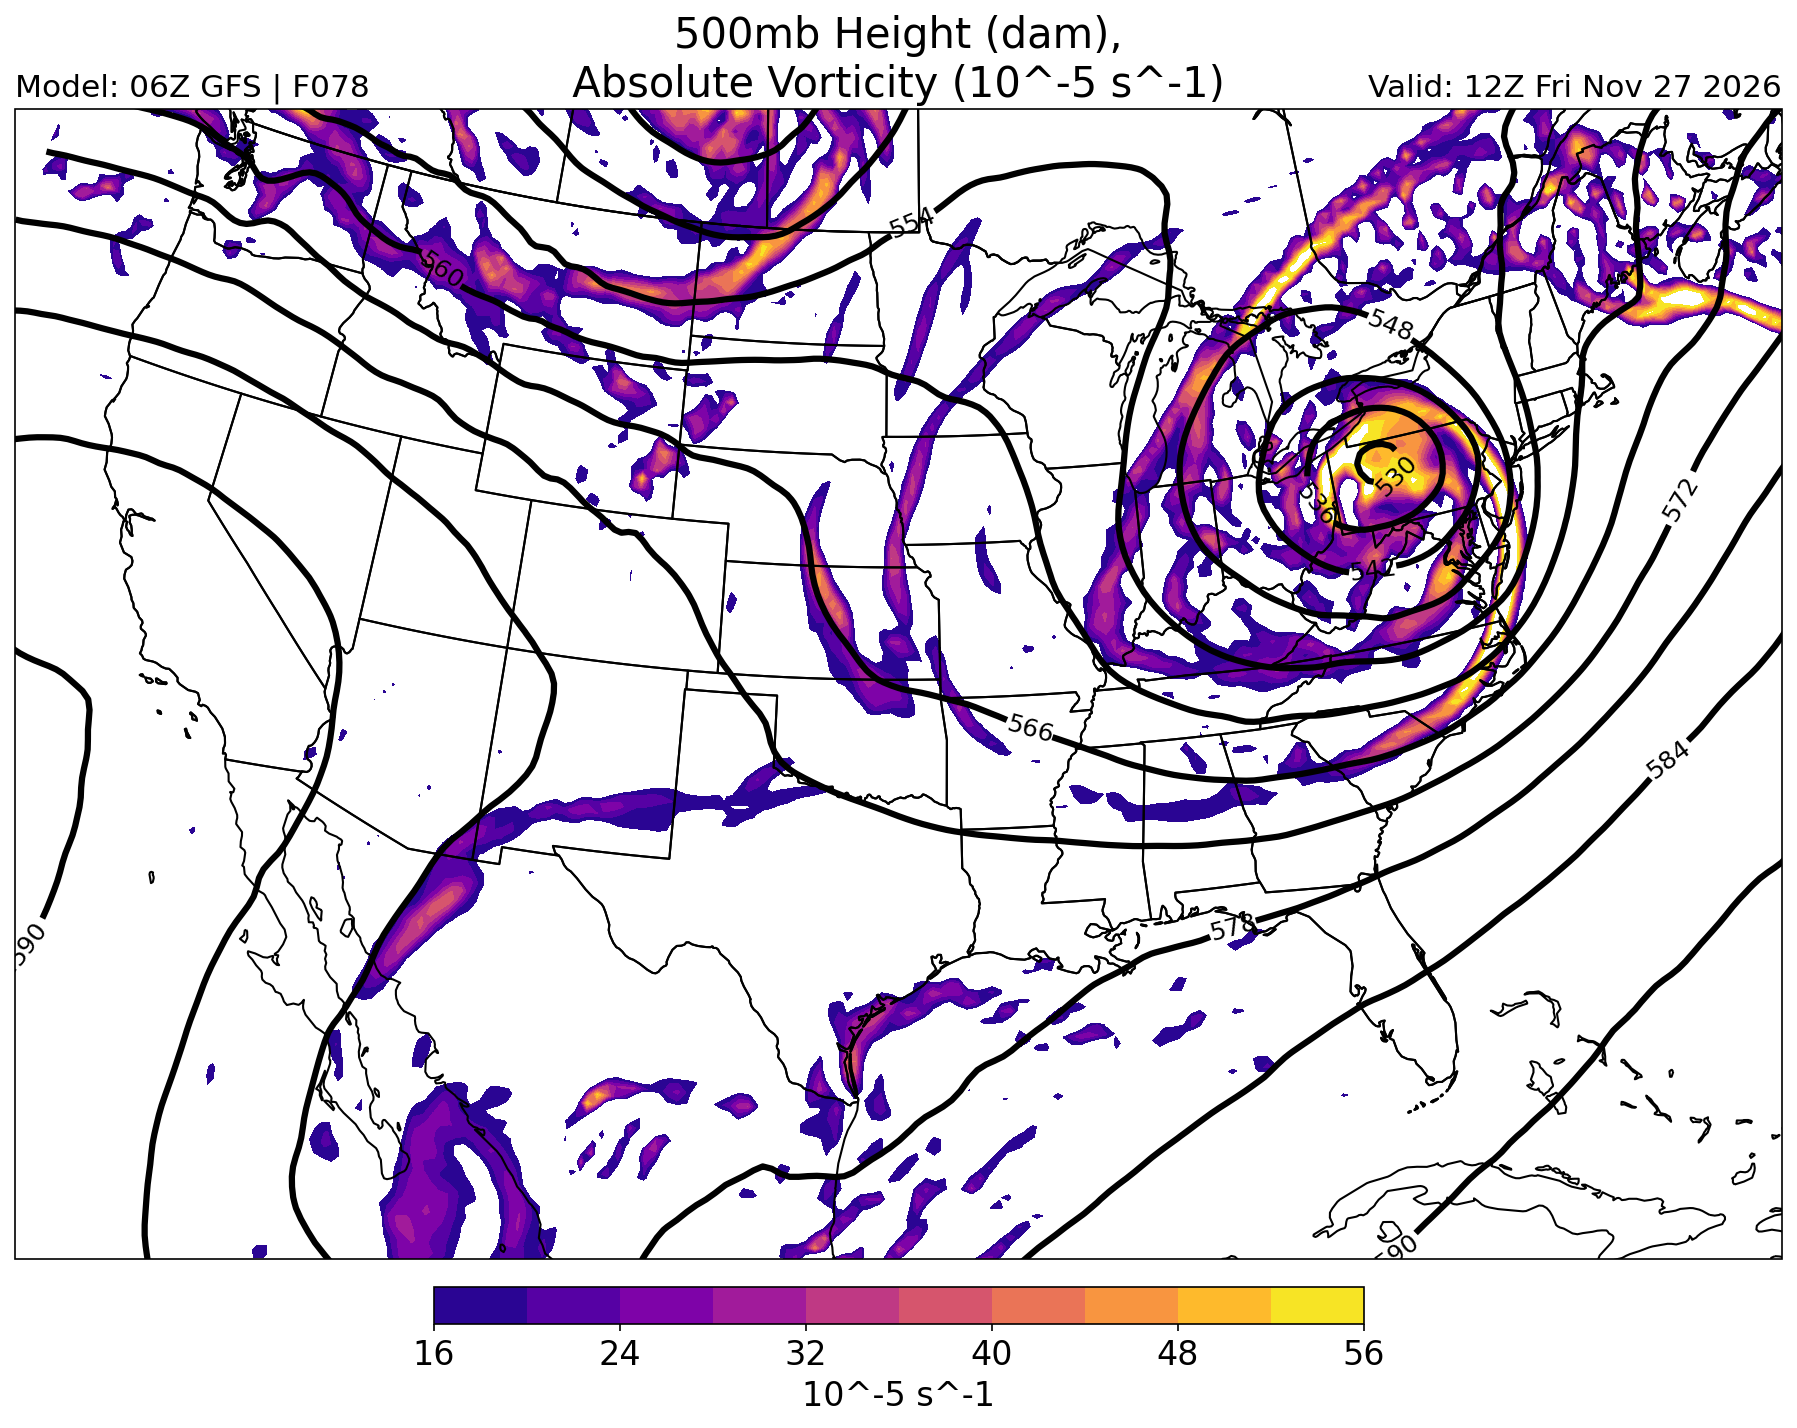 500mb Height (dam),
Absolute Vorticity (10^-5 s^-1)
Model: 06Z GFS | F078
Valid: 12Z Fri Nov 27 2026
554
560
548
530
536
542
572
566
584
578
590
590
16 24 32 40 48 56
10^-5 s^-1